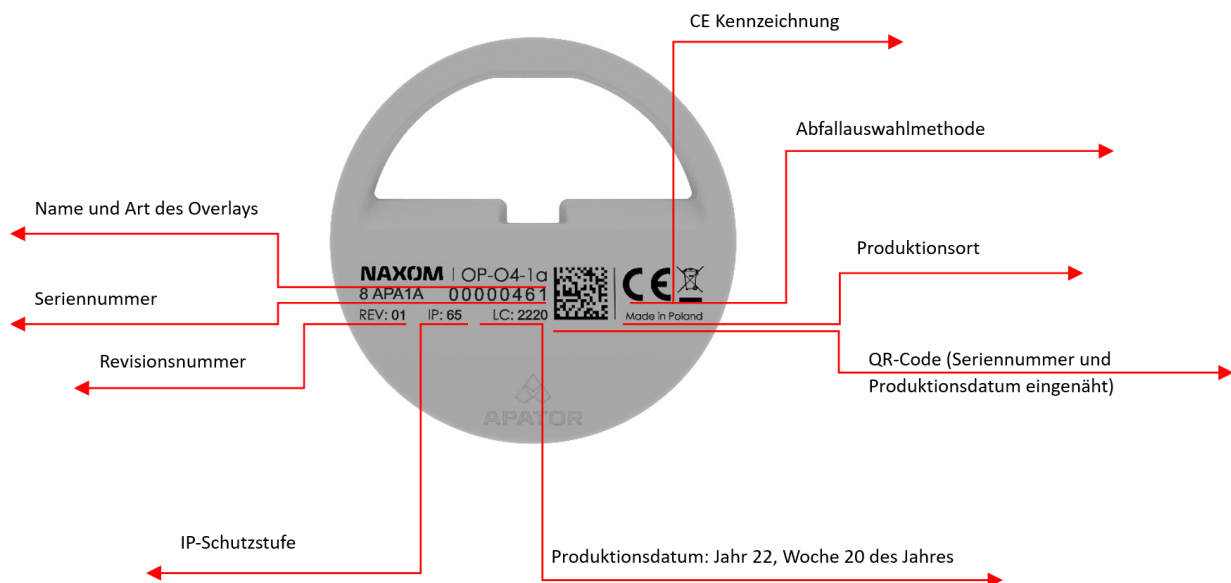 CE Kennzeichnung
Abfallauswahlmethode
Name und Art des Overlays
Produktionsort
Seriennummer
NAXOM | OP-O4-1a
8 APA1A 00000461
REV: 01 IP: 65 LC: 2220
CE
Made in Poland
Revisionsnummer
QR-Code (Seriennummer und
Produktionsdatum eingenäht)
APATOR
IP-Schutzstufe
Produktionsdatum: Jahr 22, Woche 20 des Jahres